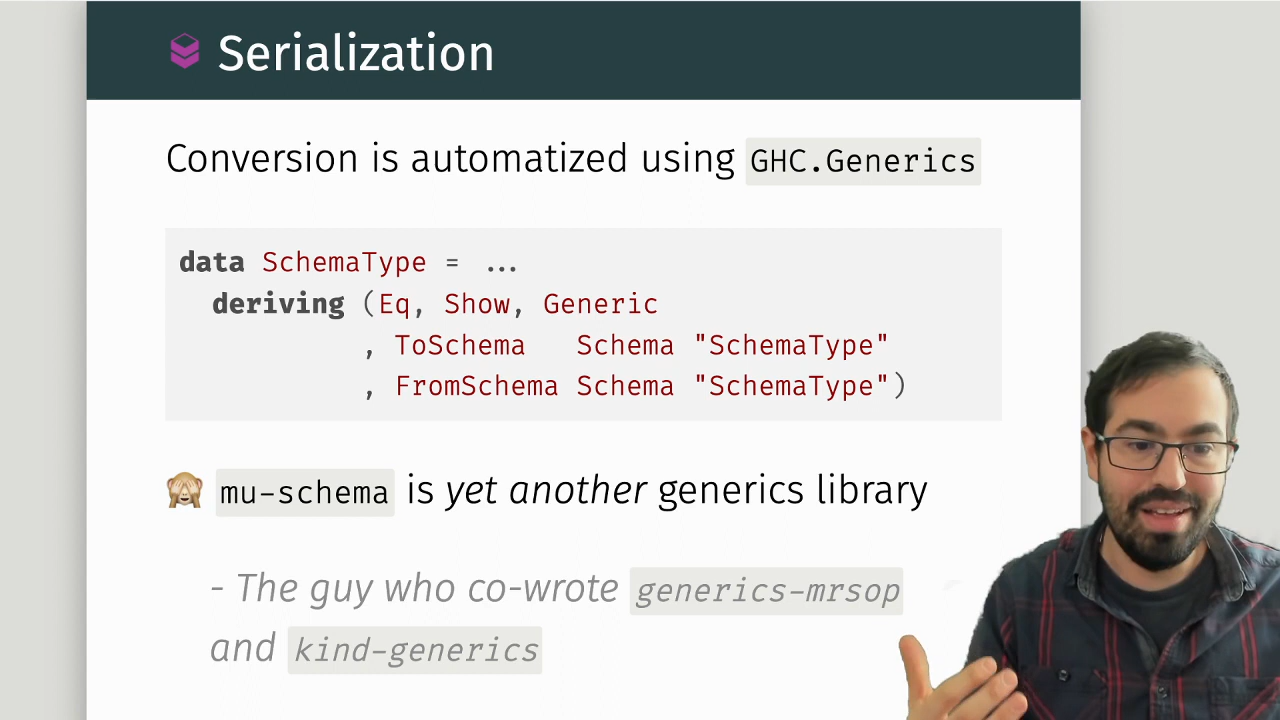 Serialization
Conversion is automatized using GHC.Generics
data SchemaType = ...
deriving (Eq, Show, Generic
, ToSchema   Schema "SchemaType"
, FromSchema Schema "SchemaType")
mu-schema is yet another generics library
- The guy who co-wrote generics-mrsop
and kind-generics